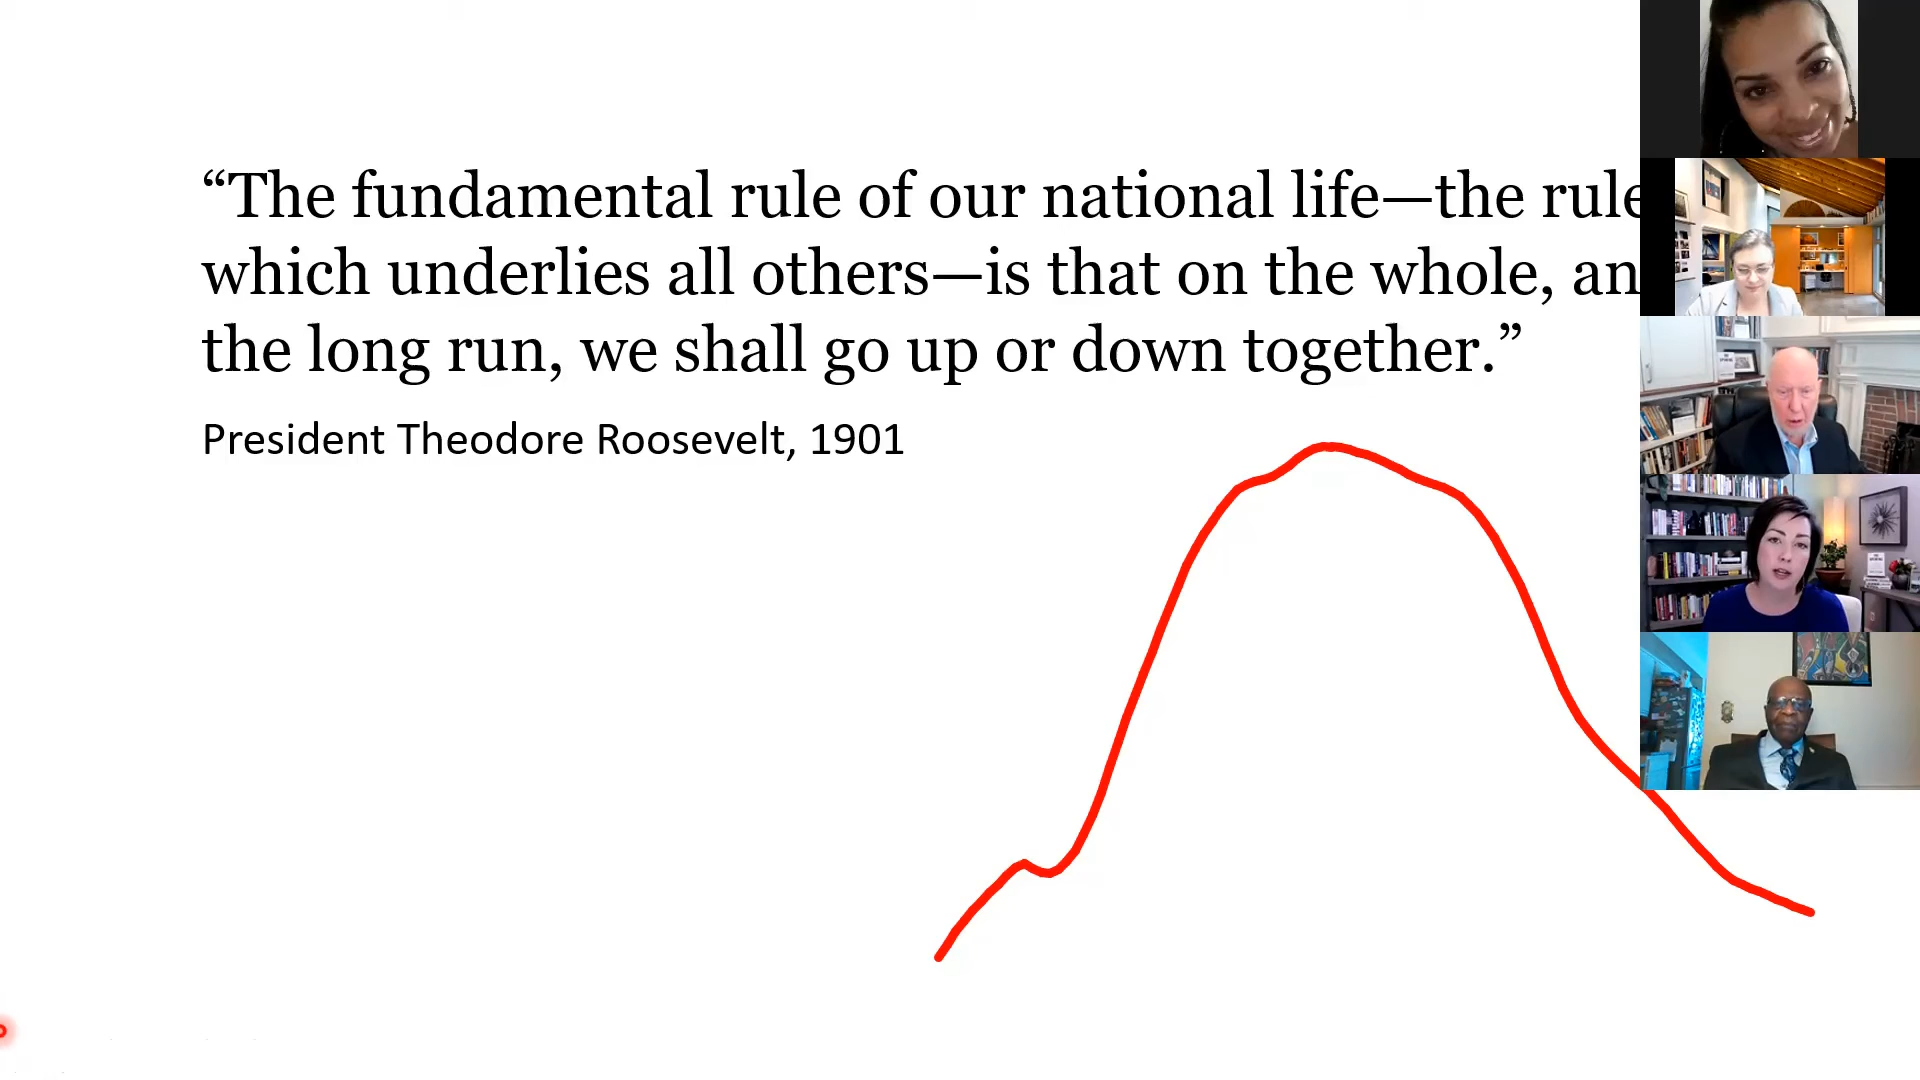 “The fundamental rule of our national life—the rule
which underlies all others—is that on the whole, an
the long run, we shall go up or down together.”
President Theodore Roosevelt, 1901